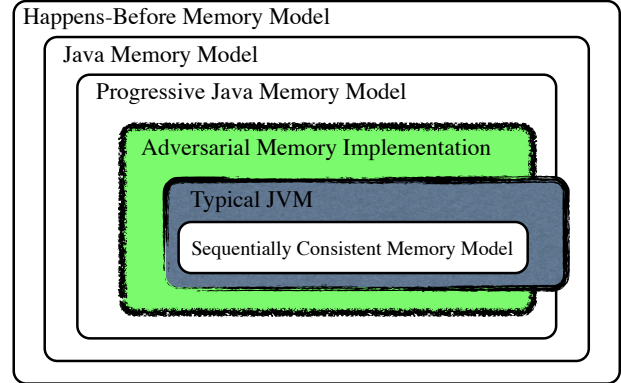 Happens-Before Memory Model
Java Memory Model
Progressive Java Memory Model
Adversarial Memory Implementation
Typical JVM
Sequentially Consistent Memory Model